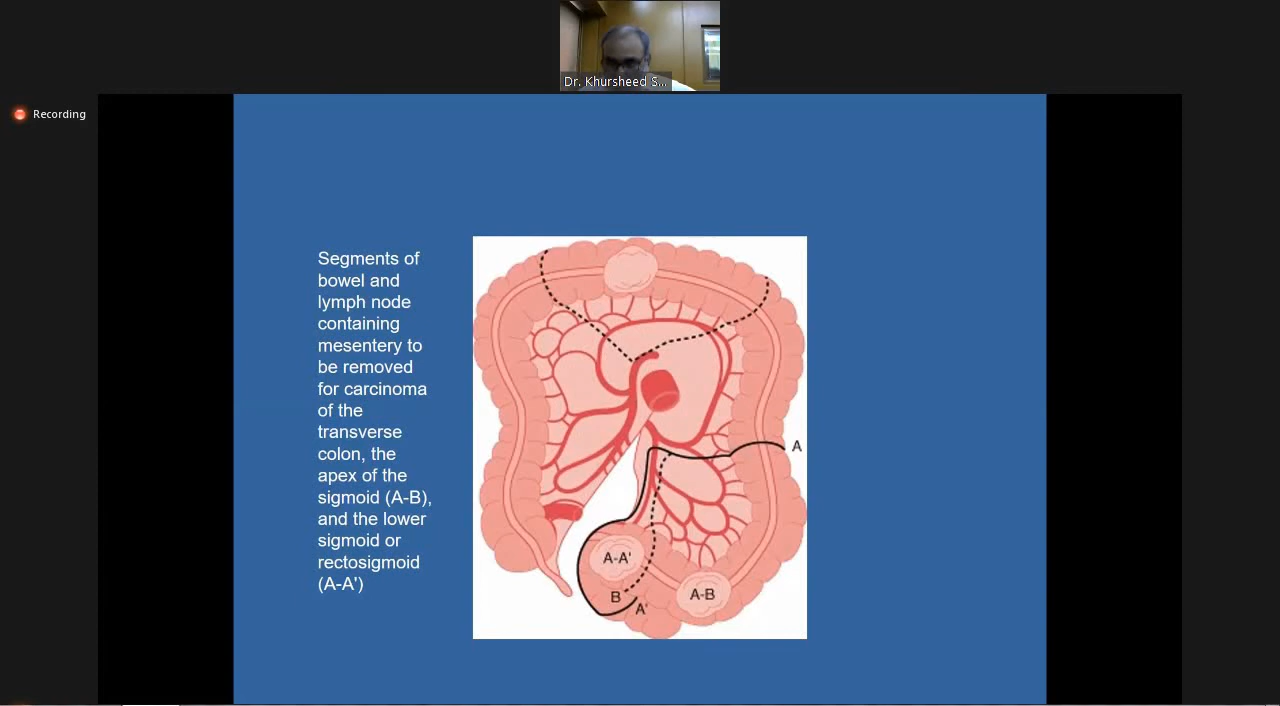 Dr. Khursheed S...
Recording
Segments of
bowel and
lymph node
containing
mesentery to
be removed
for carcinoma
of the
transverse
colon, the
apex of the
sigmoid (A-B),
and the lower
sigmoid or
rectosigmoid
(A-A')
A
A-A'
B
A'
A-B